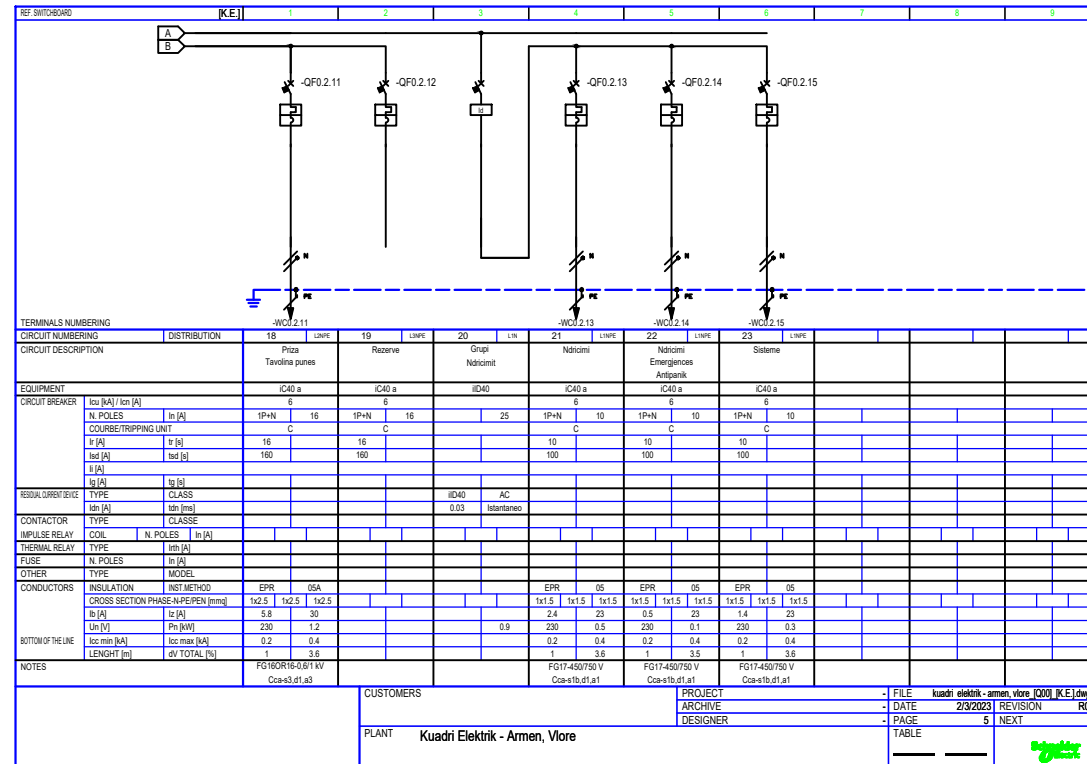 REF. SWITCHBOARD [K.E.] 1 2 3 4 5 6 7 8 9
A
B
-QF0.2.11 -QF0.2.12 -QF0.2.13 -QF0.2.14 -QF0.2.15
Id
N N N N
PE PE PE PE
TERMINALS NUMBERING -WC0.2.11 -WC0.2.13 -WC0.2.14 -WC0.2.15
CIRCUIT NUMBERING DISTRIBUTION 18 L2NPE 19 L3NPE 20 L1N 21 L1NPE 22 L1NPE 23 L1NPE
CIRCUIT DESCRIPTION Priza Rezerve Grupi Ndricimi Ndricimi Sisteme
Tavolina punes Ndricimit Emergjences
Antipanik
EQUIPMENT iC40 a iC40 a iID40 iC40 a iC40 a iC40 a
CIRCUIT BREAKER Icu [kA] / Icn [A] 6 6 6 6 6
N. POLES In [A] 1P+N 16 1P+N 16 25 1P+N 10 1P+N 10 1P+N 10
COURBE/TRIPPING UNIT C C C C C
Ir [A] tr [s] 16 16 10 10 10
Isd [A] tsd [s] 160 160 100 100 100
Ii [A]
Ig [A] tg [s]
RESIDUAL CURRENT DEVICE TYPE CLASS iID40 AC
Idn [A] tdn [ms] 0.03 Istantaneo
CONTACTOR TYPE CLASSE
IMPULSE RELAY COIL N. POLES In [A]
THERMAL RELAY TYPE Irth [A]
FUSE N. POLES In [A]
OTHER TYPE MODEL
CONDUCTORS INSULATION INST.METHOD EPR 05A EPR 05 EPR 05 EPR 05
CROSS SECTION PHASE-N-PE/PEN [mmq] 1x2.5 1x2.5 1x2.5 1x1.5 1x1.5 1x1.5 1x1.5 1x1.5 1x1.5 1x1.5 1x1.5 1x1.5
Ib [A] Iz [A] 5.8 30 2.4 23 0.5 23 1.4 23
Un [V] Pn [kW] 230 1.2 0.9 230 0.5 230 0.1 230 0.3
BOTTOM OF THE LINE Icc min [kA] Icc max [kA] 0.2 0.4 0.2 0.4 0.2 0.4 0.2 0.4
LENGHT [m] dV TOTAL [%] 1 3.6 1 3.6 1 3.5 1 3.6
NOTES FG16OR16-0,6/1 kV FG17-450/750 V FG17-450/750 V FG17-450/750 V
Cca-s3,d1,a3 Cca-s1b,d1,a1 Cca-s1b,d1,a1 Cca-s1b,d1,a1
CUSTOMERS PROJECT - FILE kuadri elektrik - armen, vlore_[Q00]_[K.E.].dwg
ARCHIVE - DATE 2/3/2023 REVISION R0
DESIGNER - PAGE 5 NEXT
PLANT Kuadri Elektrik - Armen, Vlore TABLE
Schneider Electric